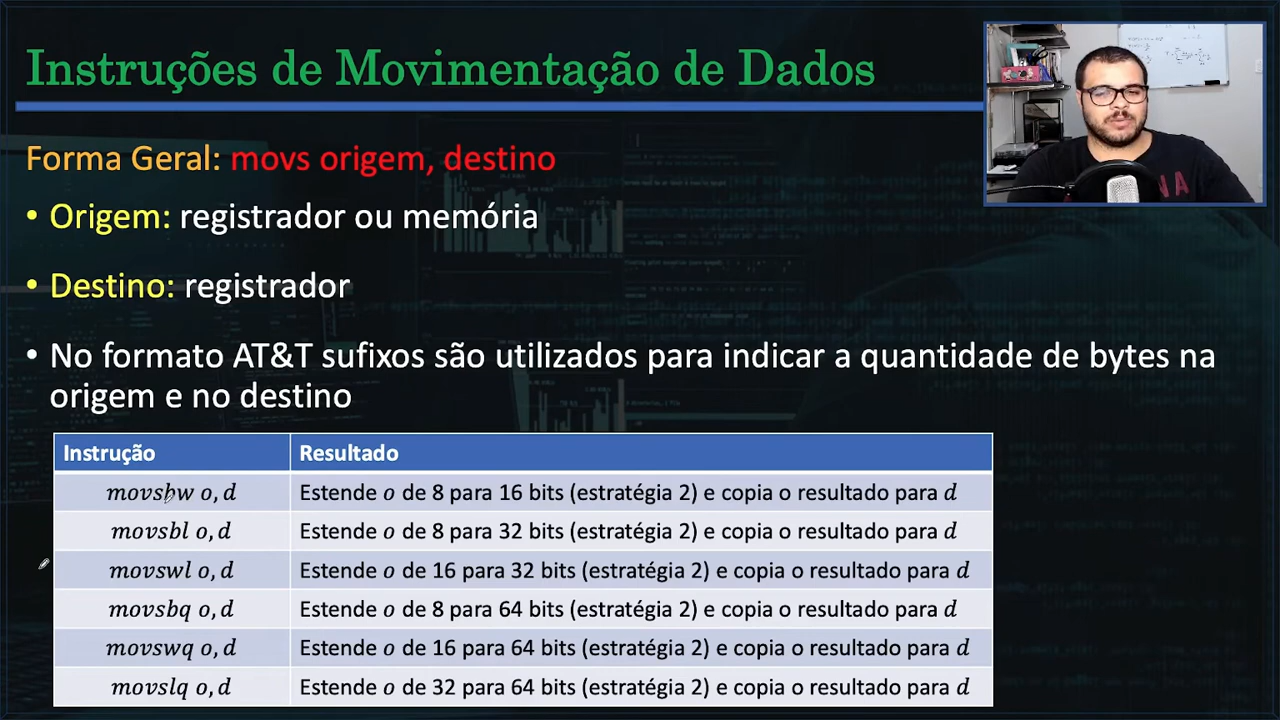 Instruções de Movimentação de Dados
Forma Geral: movs origem, destino
• Origem: registrador ou memória
• Destino: registrador
• No formato AT&T sufixos são utilizados para indicar a quantidade de bytes na
origem e no destino
Instrução Resultado
movsbw o, d Estende o de 8 para 16 bits (estratégia 2) e copia o resultado para d
movsbl o, d Estende o de 8 para 32 bits (estratégia 2) e copia o resultado para d
movswl o, d Estende o de 16 para 32 bits (estratégia 2) e copia o resultado para d
movsbq o, d Estende o de 8 para 64 bits (estratégia 2) e copia o resultado para d
movswq o, d Estende o de 16 para 64 bits (estratégia 2) e copia o resultado para d
movslq o, d Estende o de 32 para 64 bits (estratégia 2) e copia o resultado para d